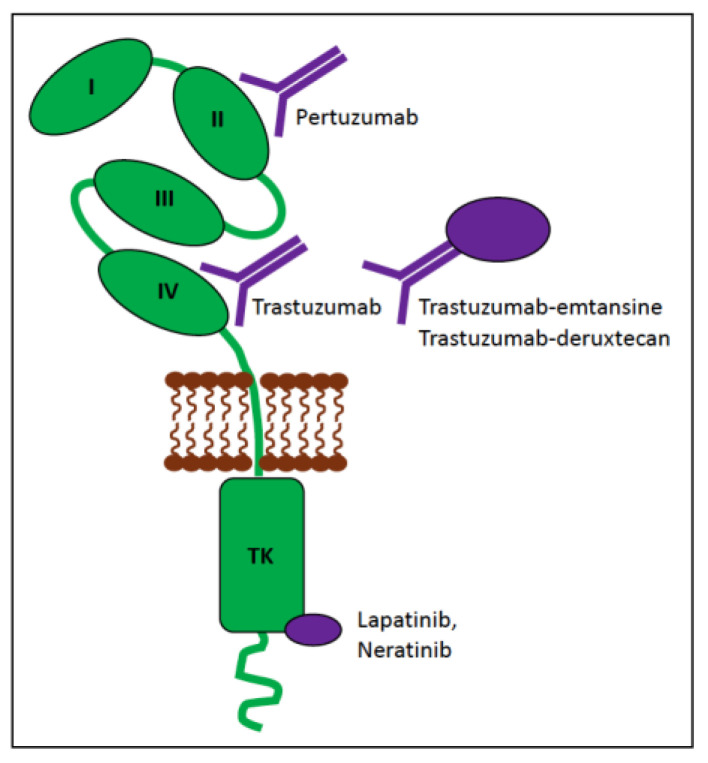 I
II
Pertuzumab
III
IV
Trastuzumab
Trastuzumab-emtansine
Trastuzumab-deruxtecan
TK
Lapatinib,
Neratinib